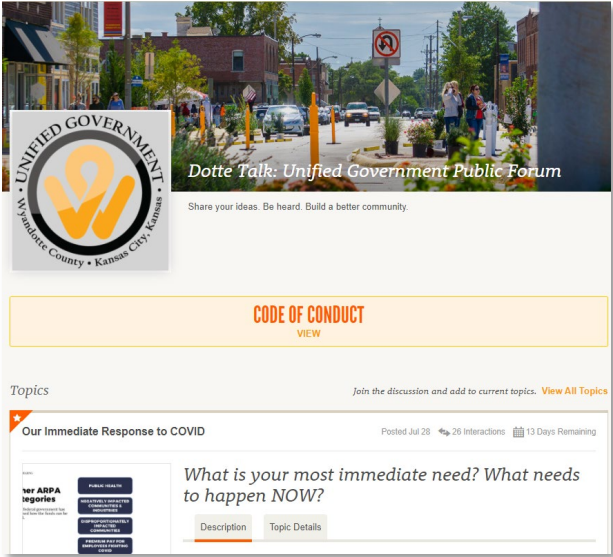 UNIFIED GOVERNMENT
Wyandotte County • Kansas City, Kansas
Dotte Talk: Unified Government Public Forum
Share your ideas. Be heard. Build a better community.
CODE OF CONDUCT
VIEW
Topics
Join the discussion and add to current topics. View All Topics
Our Immediate Response to COVID
Posted Jul 28 26 Interactions 13 Days Remaining
What is your most immediate need? What needs
to happen NOW?
Description Topic Details
her ARPA
tegories
PUBLIC HEALTH
NEGATIVELY IMPACTED
COMMUNITIES &
INDUSTRIES
DISPROPORTIONATELY
IMPACTED
COMMUNITIES
PREMIUM PAY FOR
EMPLOYEES FIGHTING
COVID